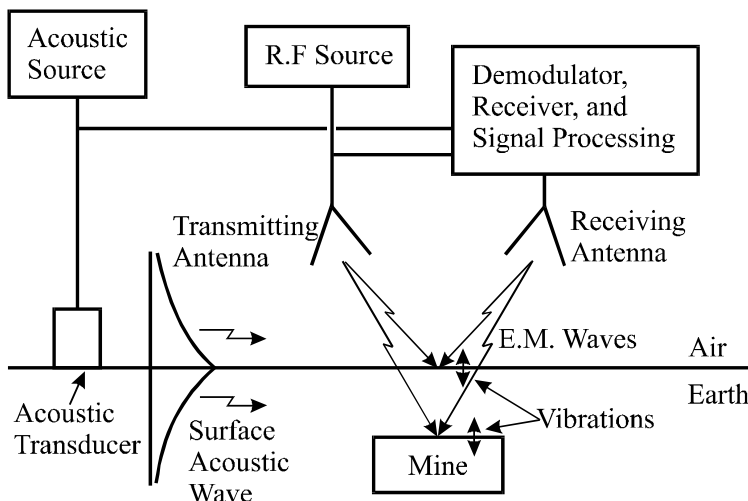 Acoustic
Source
R.F Source
Demodulator,
Receiver, and
Signal Processing
Transmitting
Antenna
Receiving
Antenna
E.M. Waves
Air
Earth
Acoustic
Transducer
Surface
Acoustic
Wave
Vibrations
Mine